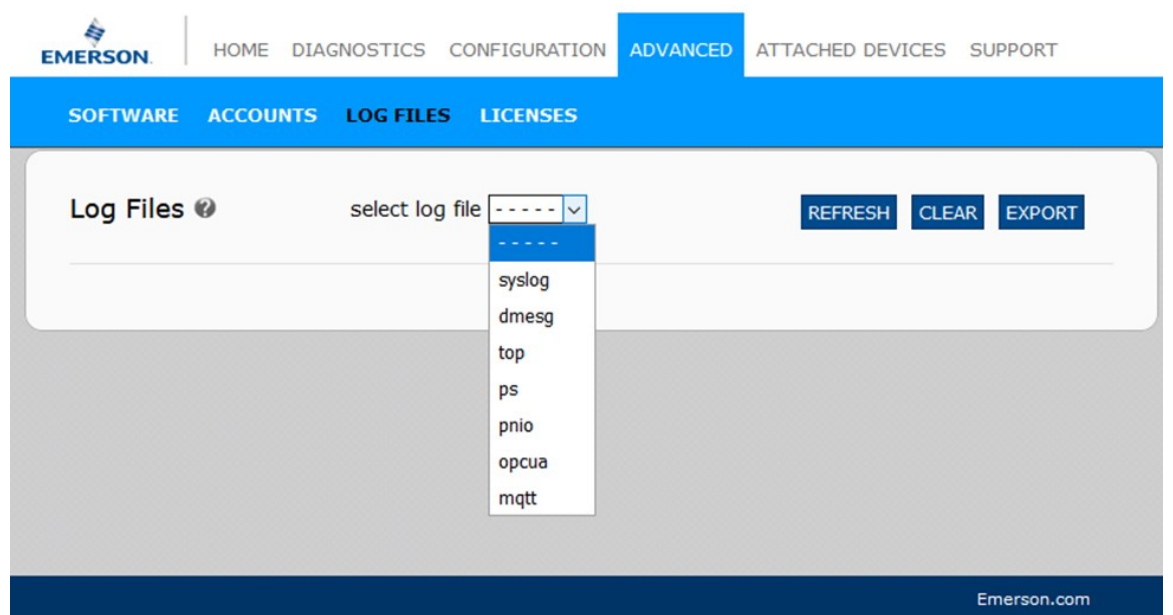 EMERSON HOME DIAGNOSTICS CONFIGURATION ADVANCED ATTACHED DEVICES SUPPORT
SOFTWARE ACCOUNTS LOG FILES LICENSES
Log Files ? select log file - - - - - REFRESH CLEAR EXPORT
- - - - -
syslog
dmesg
top
ps
pnio
opcua
mqtt
Emerson.com